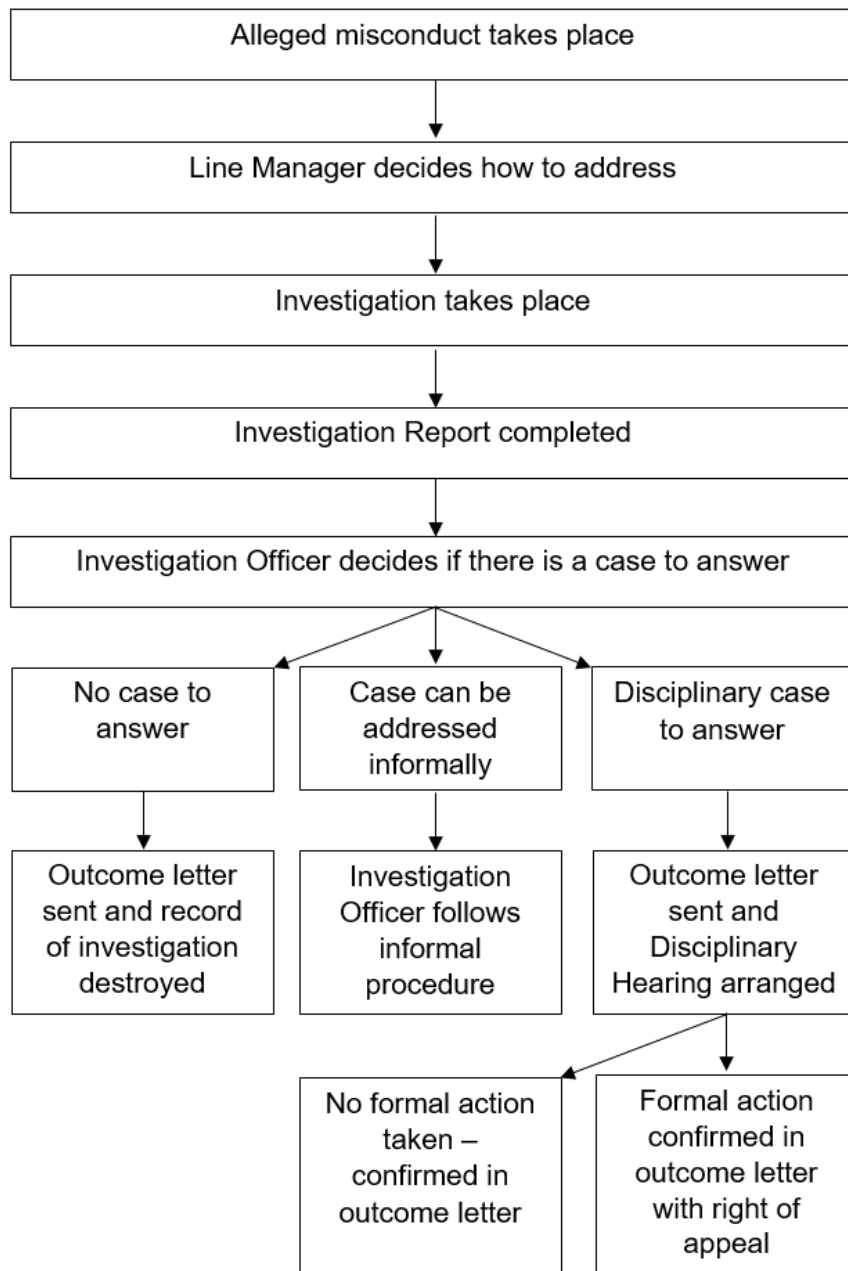 Alleged misconduct takes place
Line Manager decides how to address
Investigation takes place
Investigation Report completed
Investigation Officer decides if there is a case to answer
No case to
answer
Case can be
addressed
informally
Disciplinary case
to answer
Outcome letter
sent and record
of investigation
destroyed
Investigation
Officer follows
informal
procedure
Outcome letter
sent and
Disciplinary
Hearing arranged
No formal action
taken –
confirmed in
outcome letter
Formal action
confirmed in
outcome letter
with right of
appeal